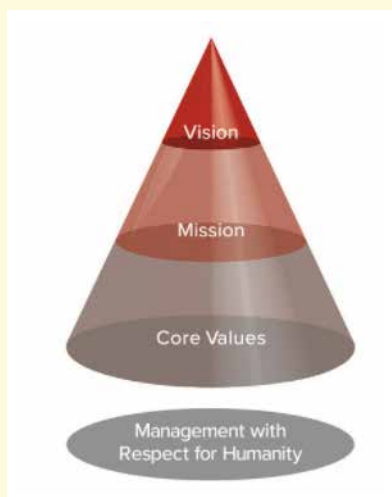 Vision
Mission
Core Values
Management with
Respect for Humanity